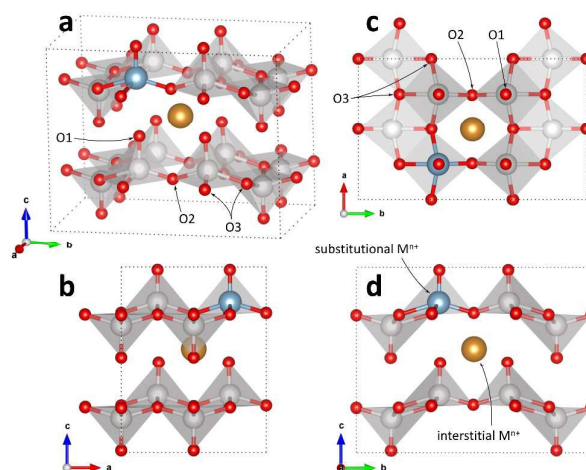 a
c
O2
O1
O1
O3
O2
O3
c
a
b
a
b
substitutional Mⁿ⁺
b
d
interstitial Mⁿ⁺
c
a
c
b